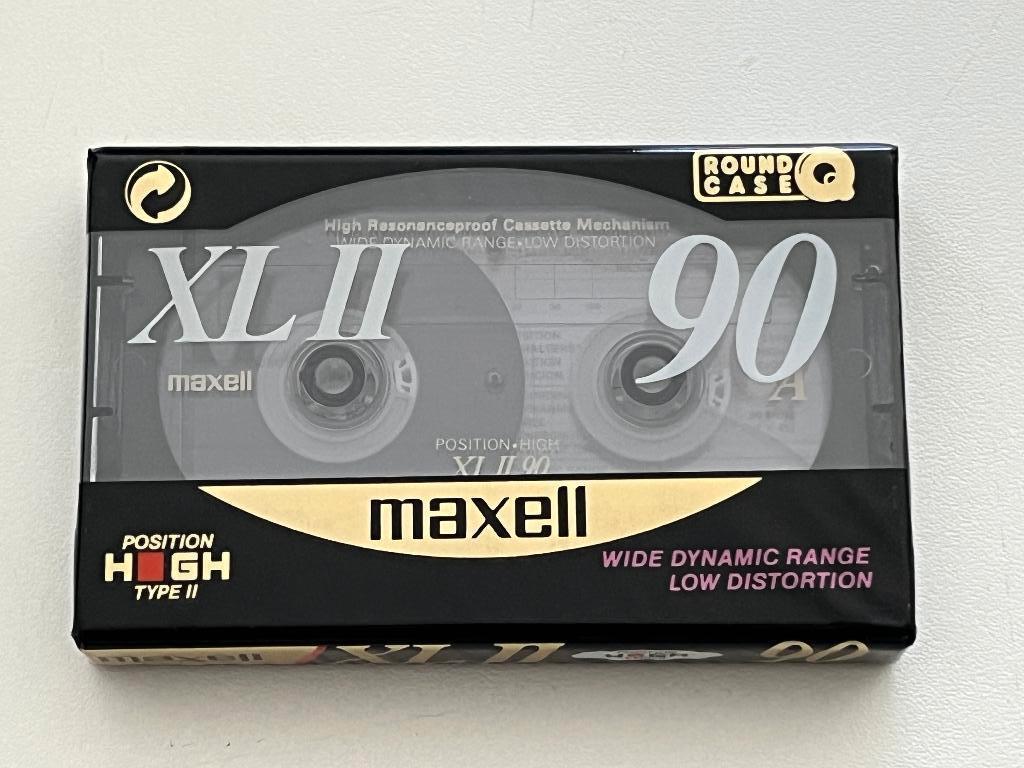 ROUND
CASE
High Resonanceproof Cassette Mechanism
WIDE DYNAMIC RANGE•LOW DISTORTION
XL II 90
maxell
A
POSITION•HIGH
XL II 90
maxell
POSITION
HIGH
TYPE II
WIDE DYNAMIC RANGE
LOW DISTORTION
maxell XL II HIGH 90